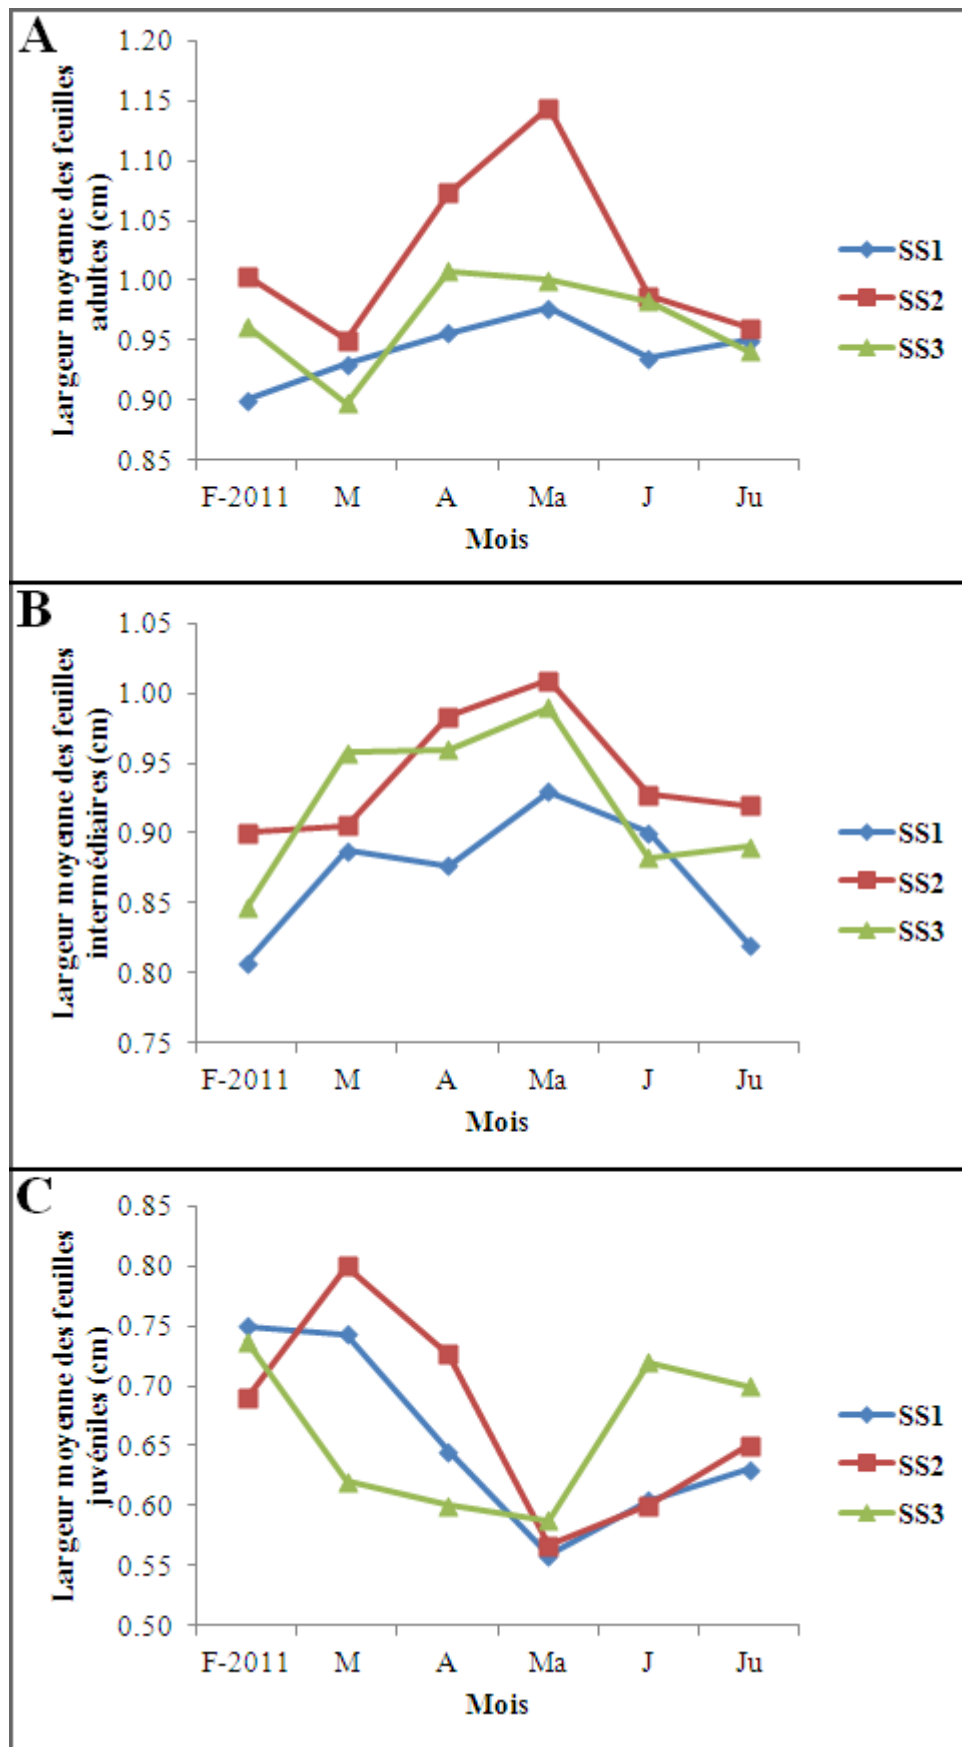 A
Largeur moyenne des feuilles
adultes (cm)
1.20
1.15
1.10
1.05
1.00
0.95
0.90
0.85
F-2011 M A Ma J Ju
Mois
SS1
SS2
SS3
B
Largeur moyenne des feuilles
intermédiaires (cm)
1.05
1.00
0.95
0.90
0.85
0.80
0.75
F-2011 M A Ma J Ju
Mois
SS1
SS2
SS3
C
Largeur moyenne des feuilles
juvéniles (cm)
0.85
0.80
0.75
0.70
0.65
0.60
0.55
0.50
F-2011 M A Ma J Ju
Mois
SS1
SS2
SS3